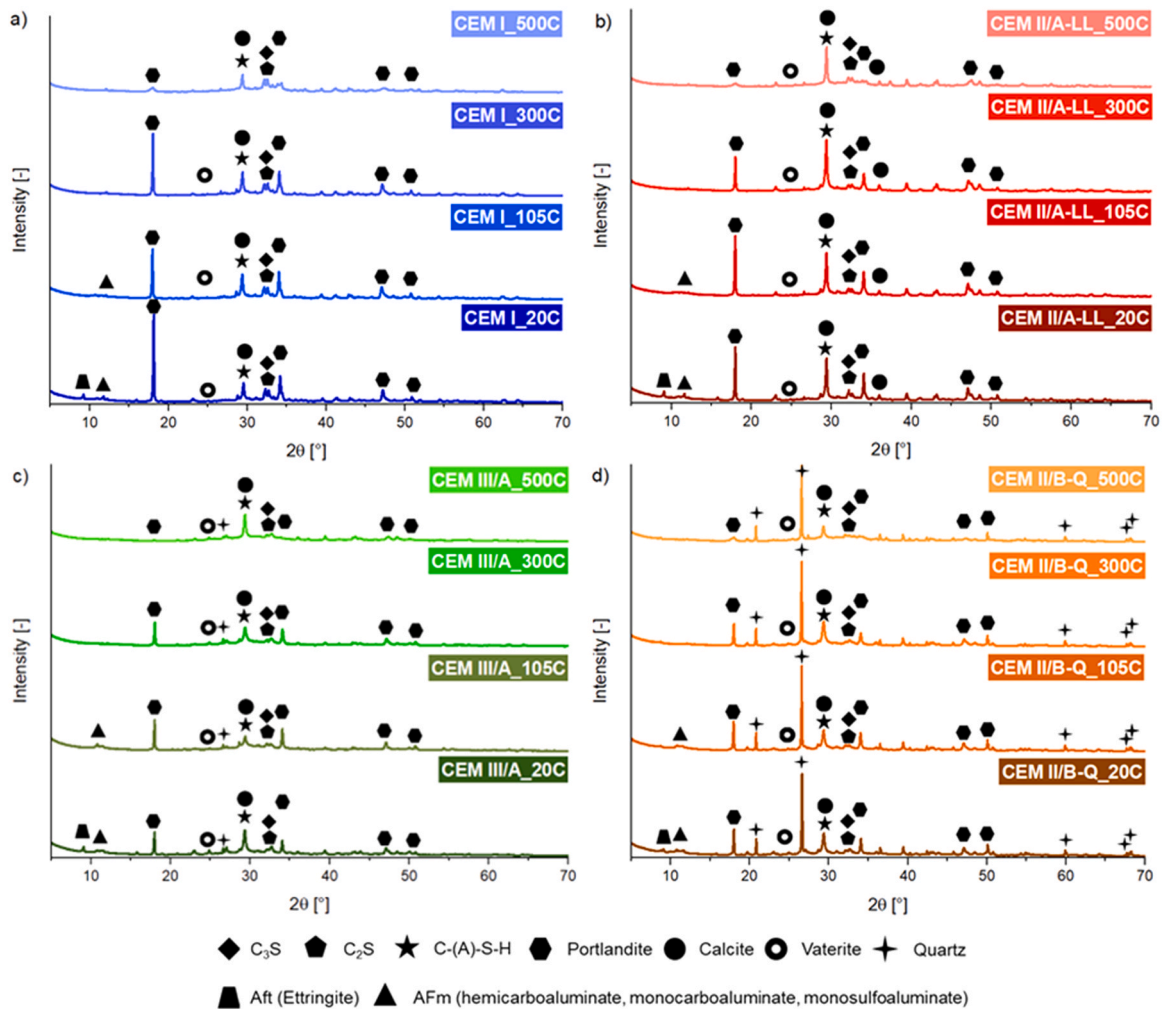 a)
CEM I_500C
CEM I_300C
CEM I_105C
CEM I_20C
Intensity [-]
10 20 30 40 50 60 70
2θ [°]
b)
CEM II/A-LL_500C
CEM II/A-LL_300C
CEM II/A-LL_105C
CEM II/A-LL_20C
Intensity [-]
10 20 30 40 50 60 70
2θ [°]
c)
CEM III/A_500C
CEM III/A_300C
CEM III/A_105C
CEM III/A_20C
Intensity [-]
10 20 30 40 50 60 70
2θ [°]
d)
CEM II/B-Q_500C
CEM II/B-Q_300C
CEM II/B-Q_105C
CEM II/B-Q_20C
Intensity [-]
10 20 30 40 50 60 70
2θ [°]
C₃S C₂S C-(A)-S-H Portlandite Calcite Vaterite Quartz
Aft (Ettringite) AFm (hemicarboaluminate, monocarboaluminate, monosulfoaluminate)